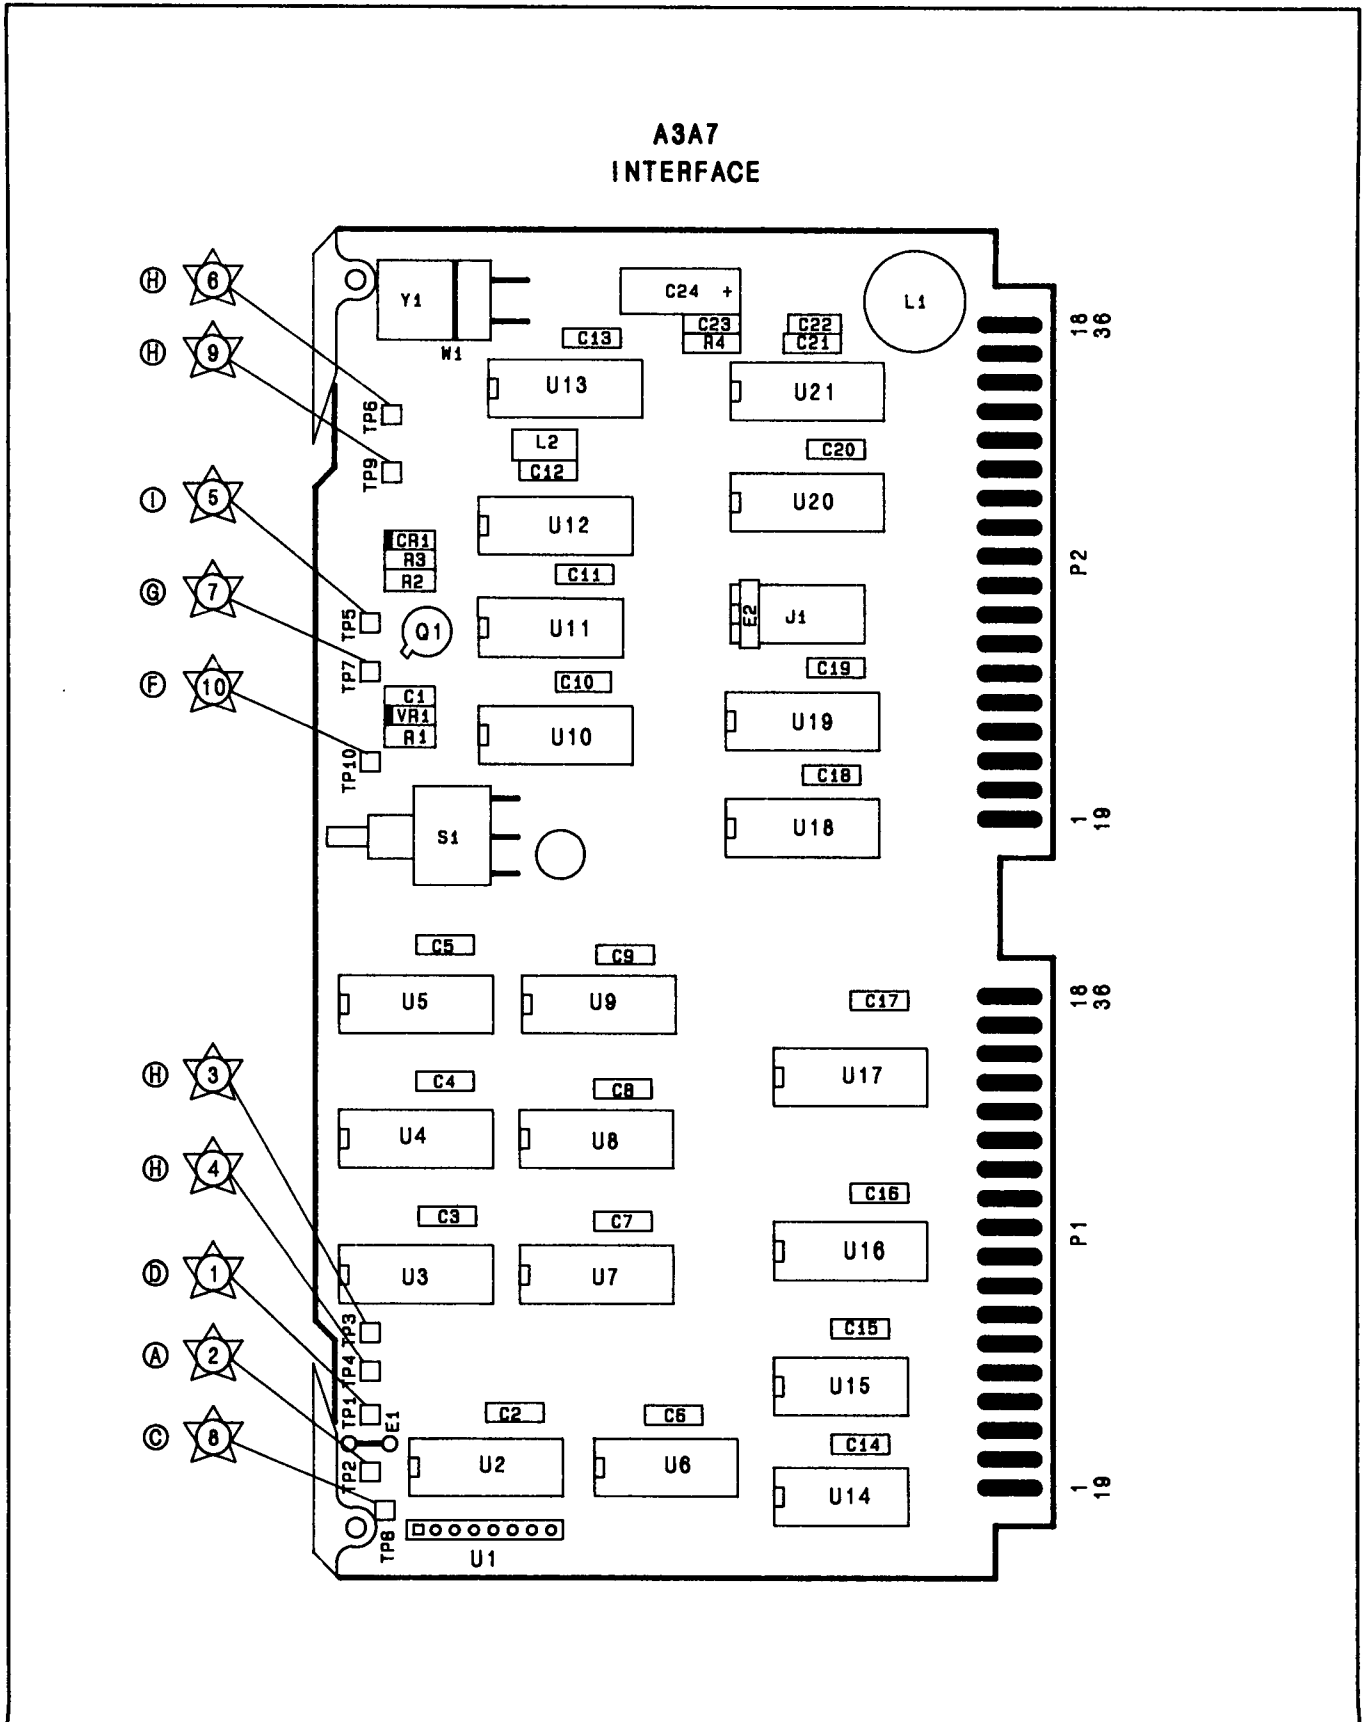 A3A7
INTERFACE
H 6
Y1
W1
C24 +
L1
18
36
C13
C23
R4
C22
C21
H 9
U13
U21
TP6
L2
C12
C20
TP9
I 5
U12
U20
CR1
R3
R2
C11
P2
G 7
TP5
Q1
U11
E2
J1
TP7
C10
C19
F 10
C1
VR1
R1
U10
U19
TP10
C18
S1
U18
1
19
C5
C9
U5
U9
C17
18
36
H 3
C4
C8
U17
U4
U8
H 4
C3
C7
C16
P1
D 1
U3
U7
U16
TP3
C15
A 2
TP4
U15
TP1
E1
C2
C6
C 8
C14
TP2
U2
U6
U14
1
19
TP8
U1